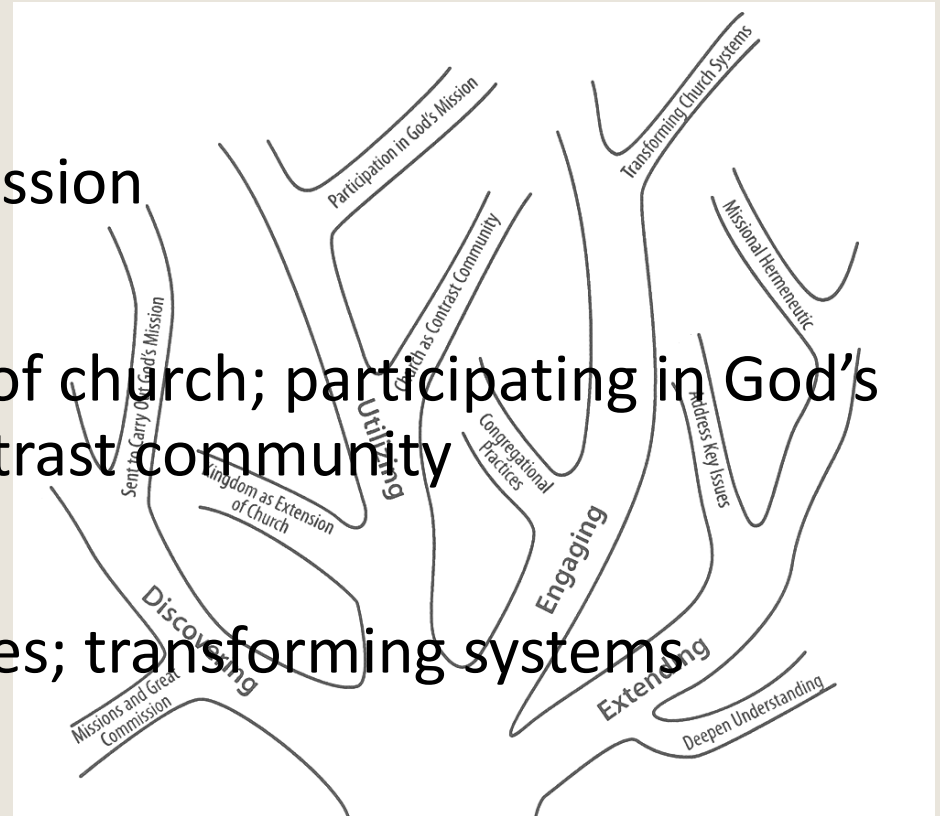 Transforming Church Systems
Participation in God's Mission
ssion
Missional Hermeneutic
Church as Contrast Community
Sent to Carry Out God's Mission
of church; participating in God’s
Utilizing
Address Key Issues
Congregational
Practices
trast community
Kingdom as Extension
of Church
Engaging
Discovering
es; transforming systems
Extending
Missions and Great
Commission
Deepen Understanding